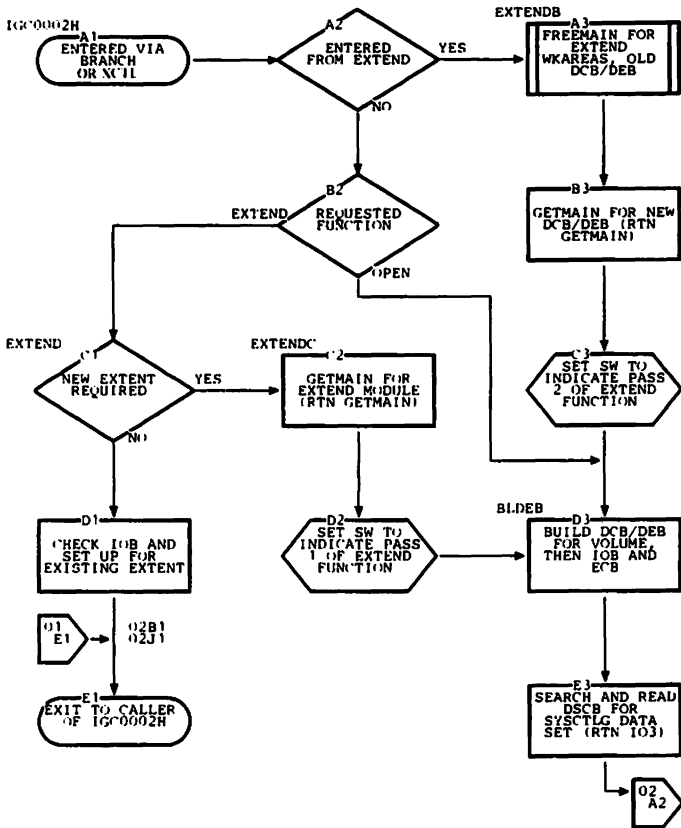 IGC0002H
A1
ENTERED VIA
BRANCH
OR XCTL
A2
ENTERED
FROM EXTEND
YES
NO
EXTENDB
A3
FREEMAIN FOR
EXTEND
WKAREAS, OLD
DCB/DEB
B2
REQUESTED
FUNCTION
EXTEND
OPEN
B3
GETMAIN FOR NEW
DCB/DEB (RTN
GETMAIN)
EXTEND
C1
NEW EXTENT
REQUIRED
YES
NO
EXTENDC
C2
GETMAIN FOR
EXTEND MODULE
(RTN GETMAIN)
C3
SET SW TO
INDICATE PASS
2 OF EXTEND
FUNCTION
D1
CHECK IOB AND
SET UP FOR
EXISTING EXTENT
D2
SET SW TO
INDICATE PASS
1 OF EXTEND
FUNCTION
BLDEB
D3
BUILD DCB/DEB
FOR VOLUME,
THEN IOB AND
ECB
01
E1
02B1
02J1
E1
EXIT TO CALLER
OF IGC0002H
E3
SEARCH AND READ
DSCB FOR
SYSCTLG DATA
SET (RTN IO3)
02
A2